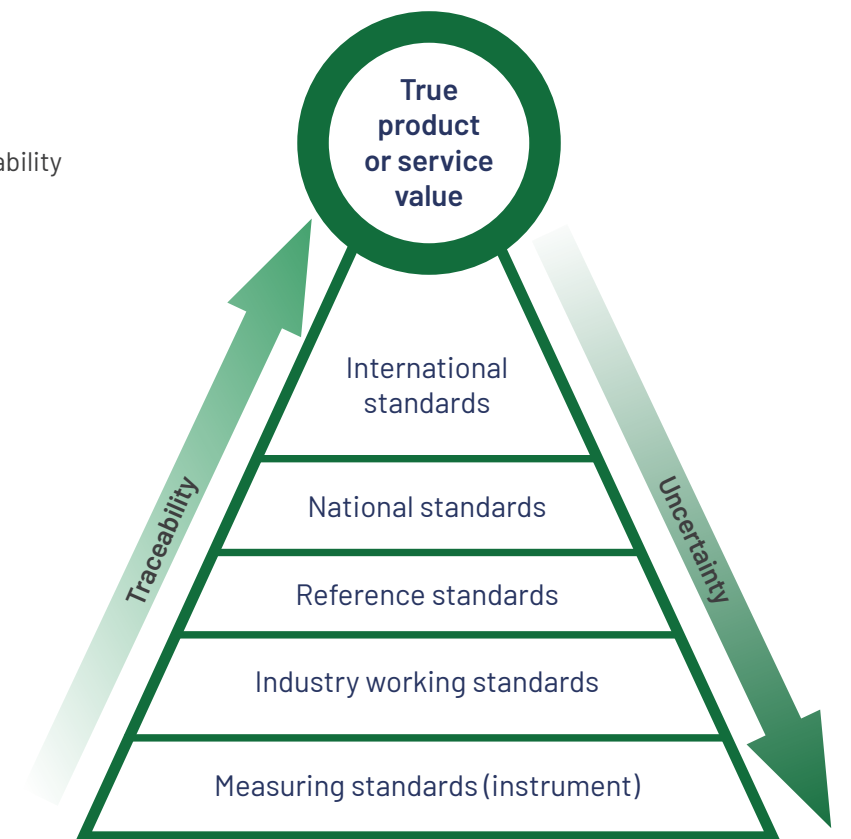 True
product
or service
value
ability
International
standards
National standards
Traceability
Uncertainty
Reference standards
Industry working standards
Measuring standards (instrument)